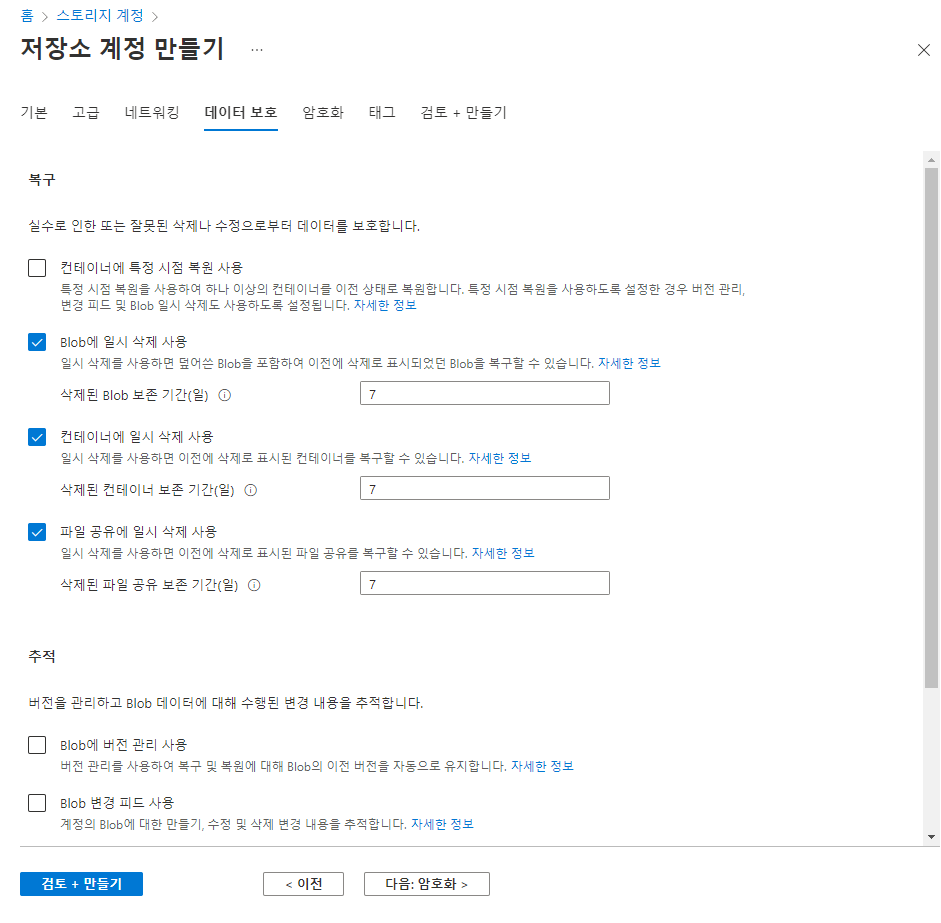 홈 > 스토리지 계정 >
저장소 계정 만들기 ...
기본 고급 네트워킹 데이터 보호 암호화 태그 검토 + 만들기
복구
실수로 인한 또는 잘못된 삭제나 수정으로부터 데이터를 보호합니다.
컨테이너에 특정 시점 복원 사용
특정 시점 복원을 사용하여 하나 이상의 컨테이너를 이전 상태로 복원합니다. 특정 시점 복원을 사용하도록 설정한 경우 버전 관리,
변경 피드 및 Blob 일시 삭제도 사용하도록 설정됩니다. 자세한 정보
Blob에 일시 삭제 사용
일시 삭제를 사용하면 덮어쓴 Blob을 포함하여 이전에 삭제로 표시되었던 Blob을 복구할 수 있습니다. 자세한 정보
삭제된 Blob 보존 기간(일) 7
컨테이너에 일시 삭제 사용
일시 삭제를 사용하면 이전에 삭제로 표시된 컨테이너를 복구할 수 있습니다. 자세한 정보
삭제된 컨테이너 보존 기간(일) 7
파일 공유에 일시 삭제 사용
일시 삭제를 사용하면 이전에 삭제로 표시된 파일 공유를 복구할 수 있습니다. 자세한 정보
삭제된 파일 공유 보존 기간(일) 7
추적
버전을 관리하고 Blob 데이터에 대해 수행된 변경 내용을 추적합니다.
Blob에 버전 관리 사용
버전 관리를 사용하여 복구 및 복원에 대해 Blob의 이전 버전을 자동으로 유지합니다. 자세한 정보
Blob 변경 피드 사용
계정의 Blob에 대한 만들기, 수정 및 삭제 변경 내용을 추적합니다. 자세한 정보
검토 + 만들기 < 이전 다음: 암호화 >